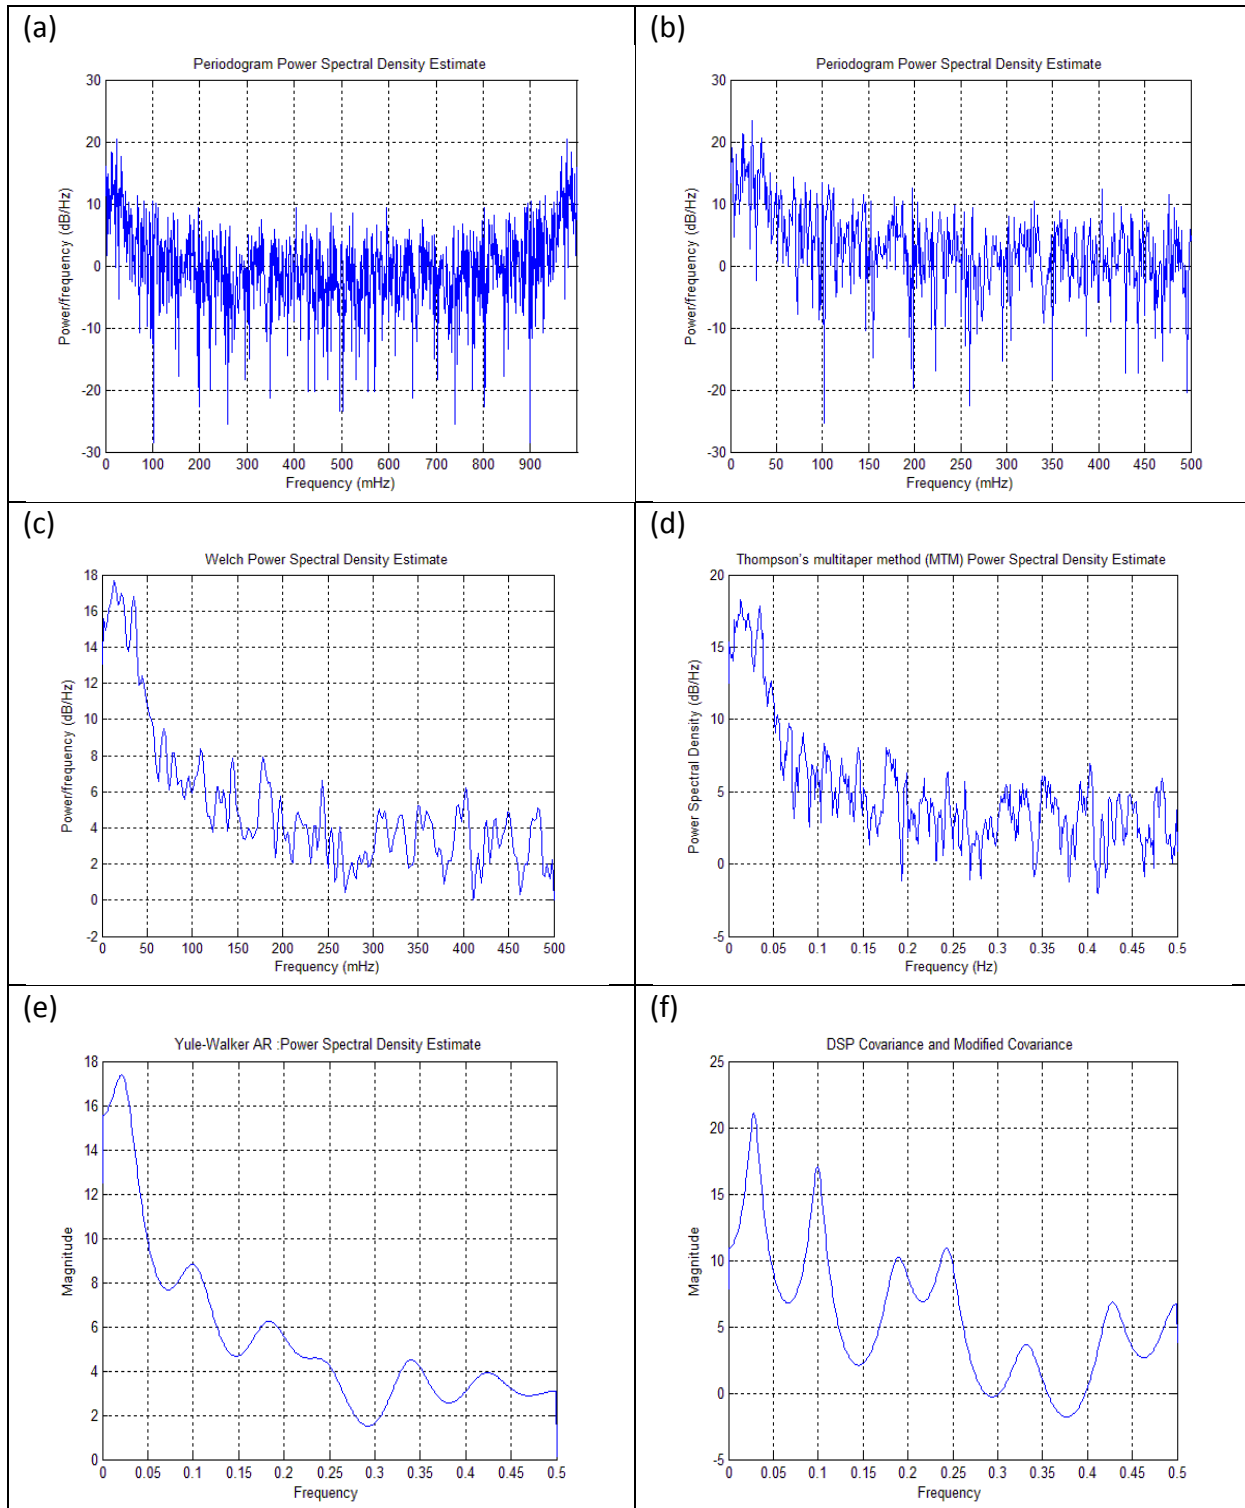 (a)
Periodogram Power Spectral Density Estimate
30
20
10
0
-10
-20
-30
Power/frequency (dB/Hz)
0 100 200 300 400 500 600 700 800 900
Frequency (mHz)
(b)
Periodogram Power Spectral Density Estimate
30
20
10
0
-10
-20
-30
Power/frequency (dB/Hz)
0 50 100 150 200 250 300 350 400 450 500
Frequency (mHz)
(c)
Welch Power Spectral Density Estimate
18
16
14
12
10
8
6
4
2
0
-2
Power/frequency (dB/Hz)
0 50 100 150 200 250 300 350 400 450 500
Frequency (mHz)
(d)
Thompson's multitaper method (MTM) Power Spectral Density Estimate
20
15
10
5
0
-5
Power Spectral Density (dB/Hz)
0 0.05 0.1 0.15 0.2 0.25 0.3 0.35 0.4 0.45 0.5
Frequency (Hz)
(e)
Yule-Walker AR :Power Spectral Density Estimate
18
16
14
12
10
8
6
4
2
0
Magnitude
0 0.05 0.1 0.15 0.2 0.25 0.3 0.35 0.4 0.45 0.5
Frequency
(f)
DSP Covariance and Modified Covariance
25
20
15
10
5
0
-5
Magnitude
0 0.05 0.1 0.15 0.2 0.25 0.3 0.35 0.4 0.45 0.5
Frequency